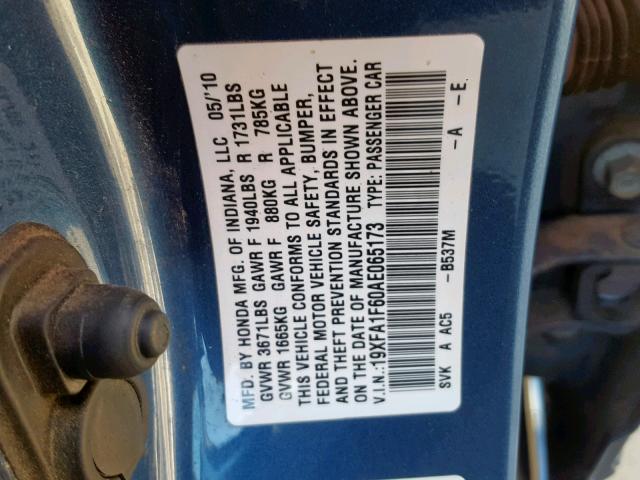 MFD. BY HONDA MFG. OF INDIANA, LLC 05/'10
GVWR 3671LBS GAWR F 1940LBS R 1731LBS
GVWR 1665KG GAWR F 880KG R 785KG
THIS VEHICLE CONFORMS TO ALL APPLICABLE
FEDERAL MOTOR VEHICLE SAFETY, BUMPER,
AND THEFT PREVENTION STANDARDS IN EFFECT
ON THE DATE OF MANUFACTURE SHOWN ABOVE.
V.I.N.:19XFA1F60AE065173 TYPE: PASSENGER CAR
SVK A AC5 -B537M -A -E